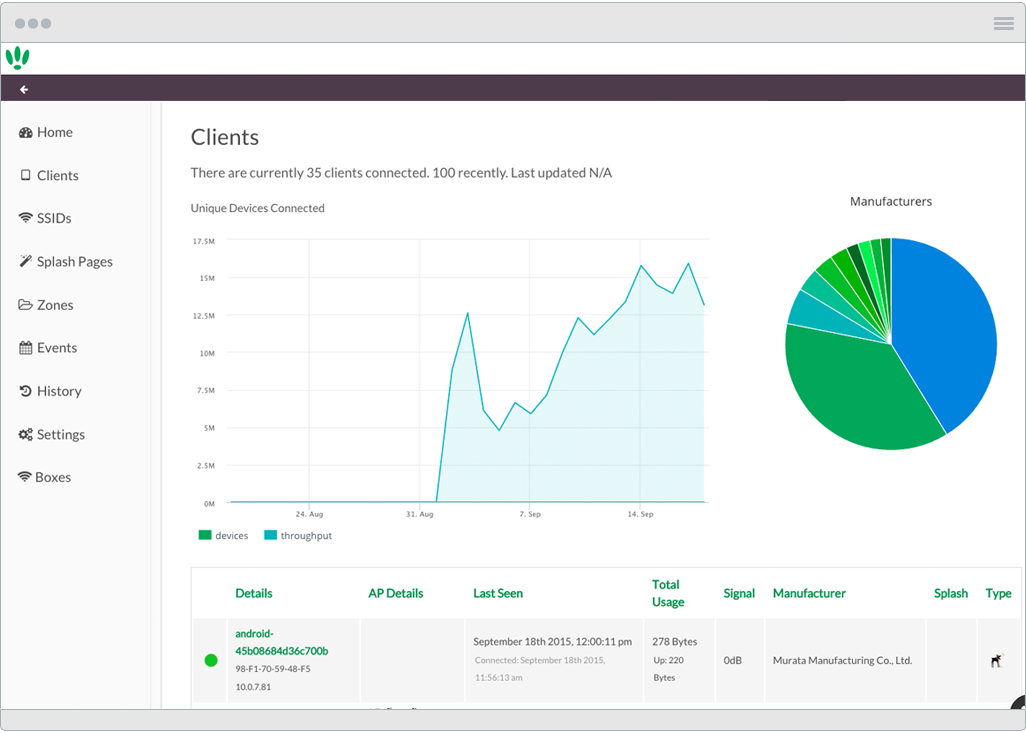 Home
Clients
SSIDs
Splash Pages
Zones
Events
History
Settings
Boxes
Clients
There are currently 35 clients connected. 100 recently. Last updated N/A
Unique Devices Connected
17.5M
15M
12.5M
10M
7.5M
5M
2.5M
0M
24. Aug
31. Aug
7. Sep
14. Sep
devices
throughput
Manufacturers
Details
AP Details
Last Seen
Total
Usage
Signal
Manufacturer
Splash
Type
android-
45b08684d36c700b
98-F1-70-59-48-F5
10.0.7.81
September 18th 2015, 12:00:11 pm
Connected: September 18th 2015,
11:56:13 am
278 Bytes
Up: 220
Bytes
0dB
Murata Manufacturing Co., Ltd.